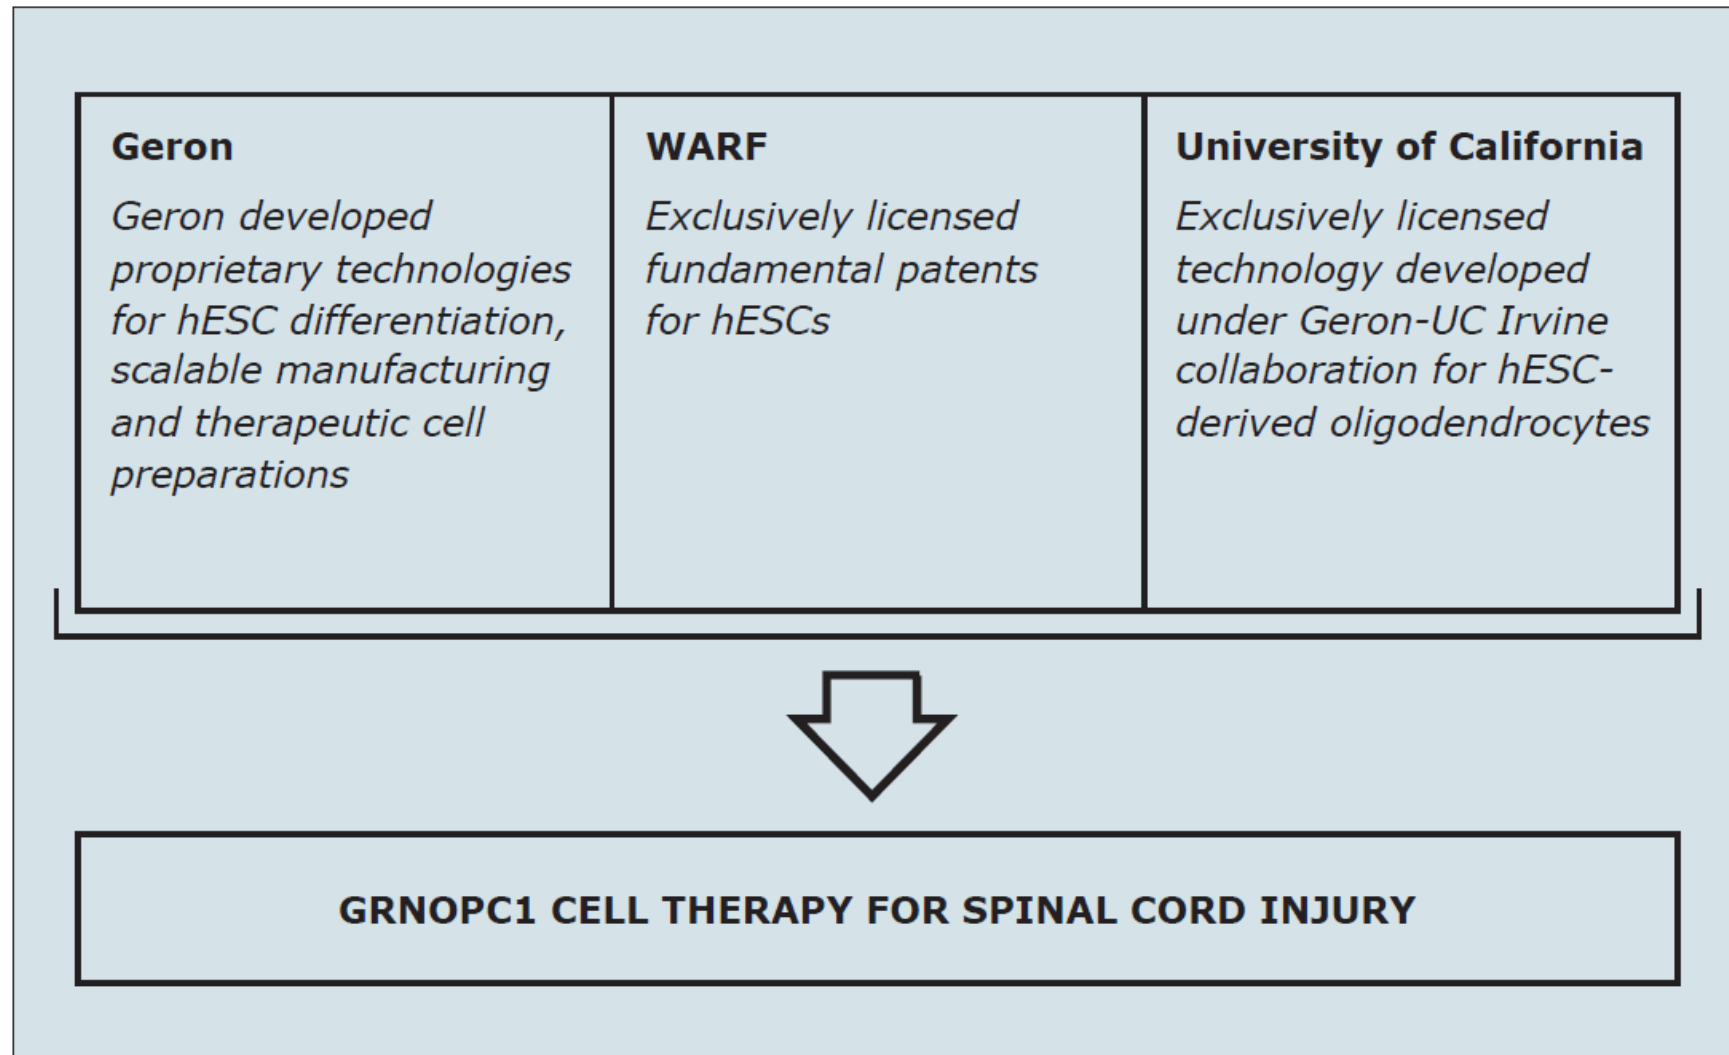 Geron
Geron developed
proprietary technologies
for hESC differentiation,
scalable manufacturing
and therapeutic cell
preparations
WARF
Exclusively licensed
fundamental patents
for hESCs
University of California
Exclusively licensed
technology developed
under Geron-UC Irvine
collaboration for hESC-
derived oligodendrocytes
GRNOPC1 CELL THERAPY FOR SPINAL CORD INJURY